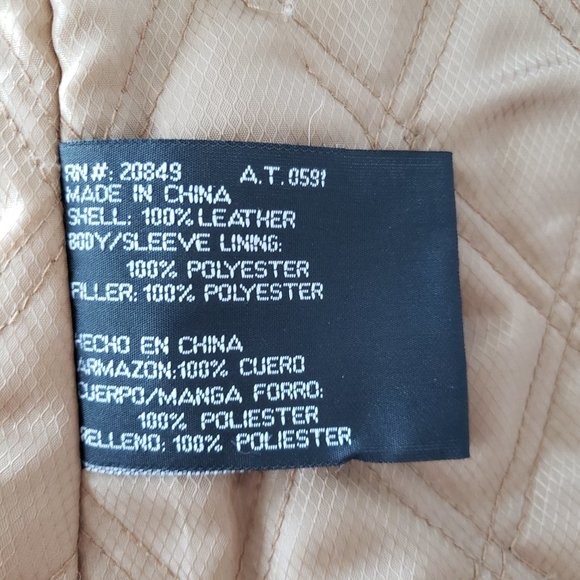 RN#: 20849 A.T. 0591
MADE IN CHINA
SHELL: 100% LEATHER
BODY/SLEEVE LINING:
100% POLYESTER
FILLER: 100% POLYESTER
HECHO EN CHINA
ARMAZON:100% CUERO
CUERPO/MANGA FORRO:
100% POLIESTER
RELLENO: 100% POLIESTER